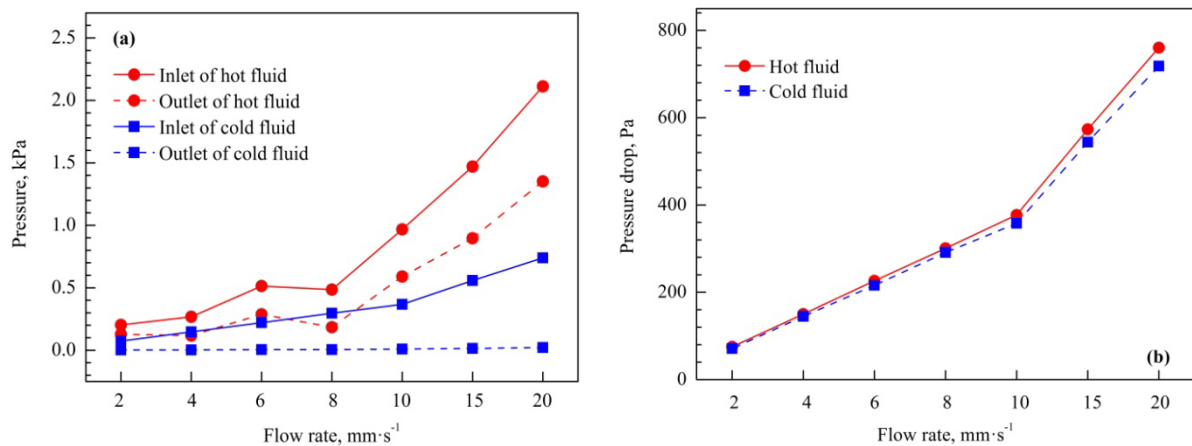 (a)
Inlet of hot fluid
Outlet of hot fluid
Inlet of cold fluid
Outlet of cold fluid
2.5
2.0
1.5
1.0
0.5
0.0
Pressure, kPa
2 4 6 8 10 15 20
Flow rate, mm·s⁻¹
Hot fluid
Cold fluid
800
600
400
200
0
Pressure drop, Pa
(b)
2 4 6 8 10 15 20
Flow rate, mm·s⁻¹